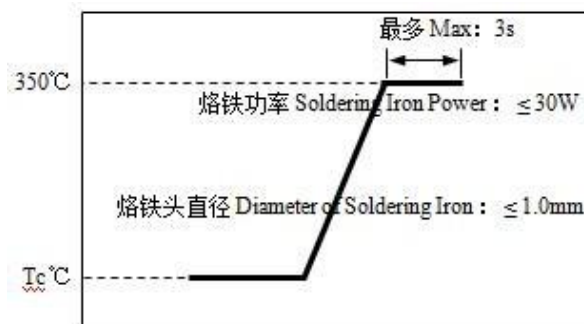 最多 Max：3s
350℃
烙铁功率 Soldering Iron Power：≤30W
烙铁头直径 Diameter of Soldering Iron：≤1.0mm
Tc℃